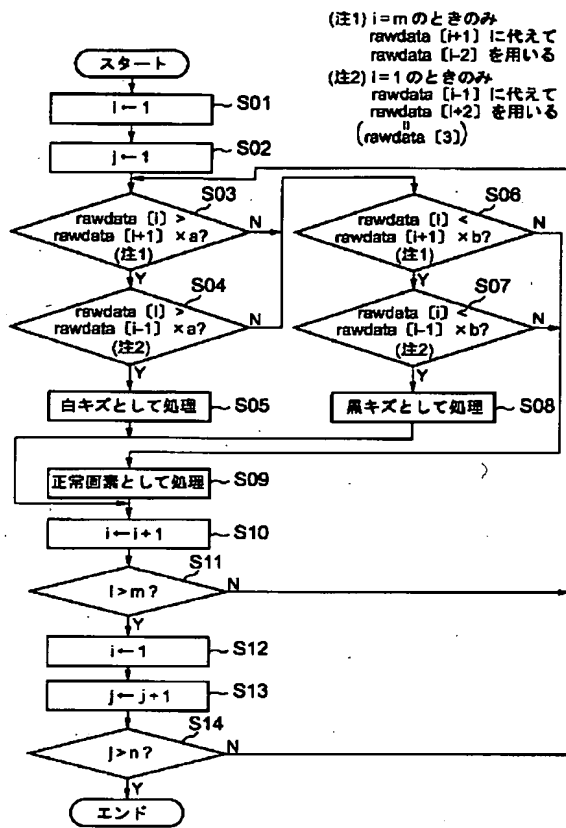 (注1) i=mのときのみ
rawdata [i+1] に代えて
rawdata [i-2] を用いる
(注2) i=1のときのみ
rawdata [i-1] に代えて
rawdata [i+2] を用いる
(rawdata [3])
スタート
i←1
S01
j←1
S02
S03
rawdata [i] >
rawdata [i+1] ×a?
(注1)
N
Y
S04
rawdata [i] >
rawdata [i-1] ×a?
(注2)
N
Y
白キズとして処理
S05
S06
rawdata [i] <
rawdata [i+1] ×b?
(注1)
N
Y
S07
rawdata [i] <
rawdata [i-1] ×b?
(注2)
N
Y
黒キズとして処理
S08
正常画素として処理
S09
i←i+1
S10
S11
i>m?
N
Y
i←1
S12
j←j+1
S13
S14
j>n?
N
Y
エンド